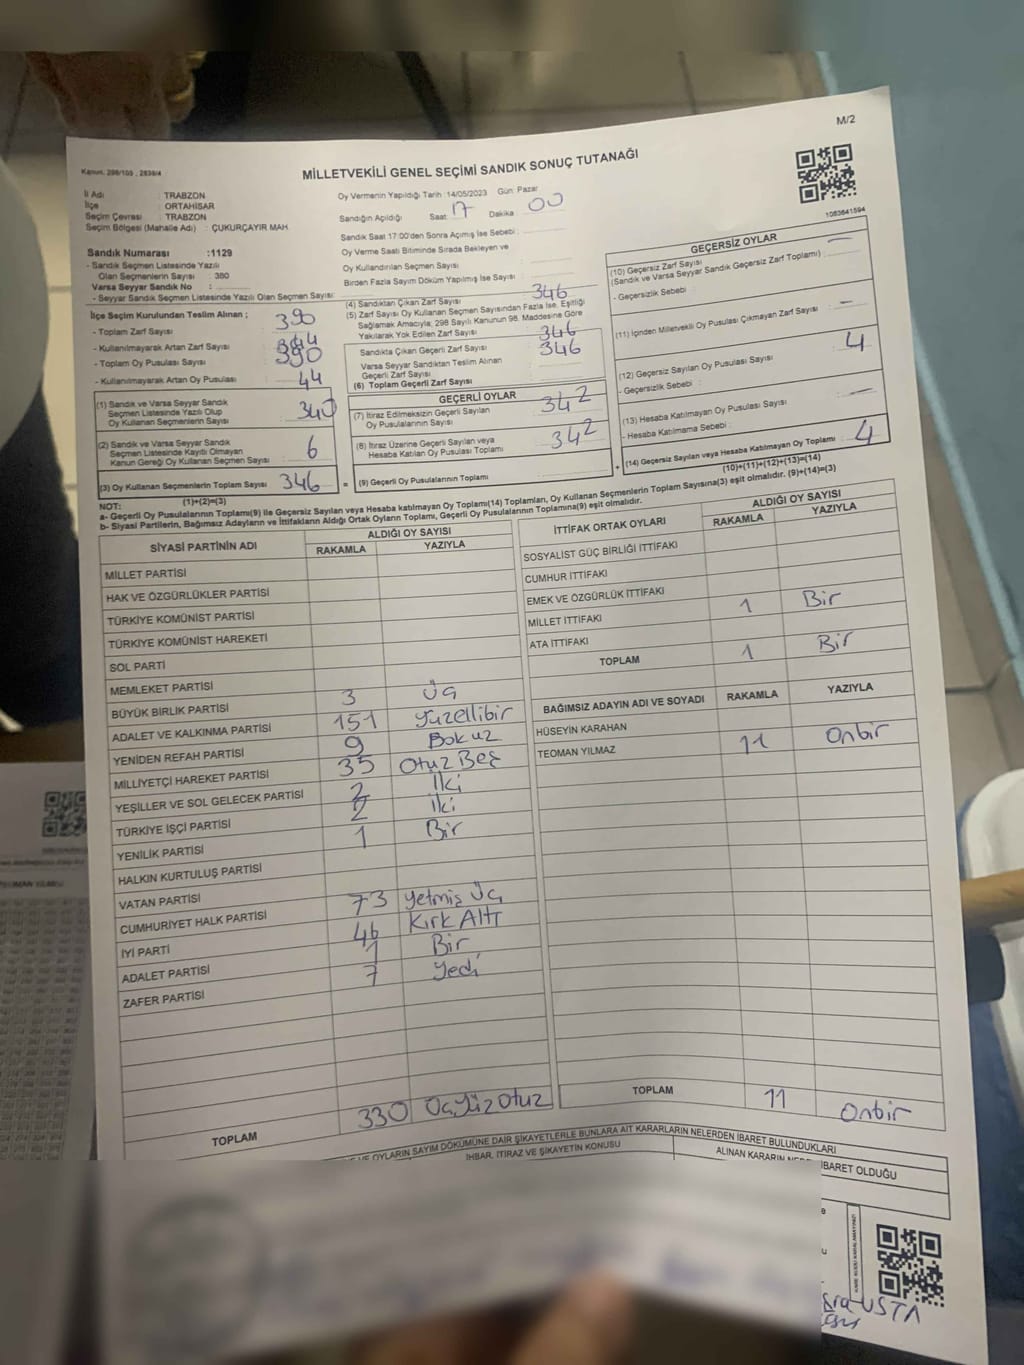 M/2
Kanun. 298/105 , 2839/4
MİLLETVEKİLİ GENEL SEÇİMİ SANDIK SONUÇ TUTANAĞI
1083641594
İl Adı : TRABZON
İlçe : ORTAHİSAR
Seçim Çevresi : TRABZON
Seçim Bölgesi (Mahalle Adı) : ÇUKURÇAYIR MAH.
Sandık Numarası :1129
- Sandık Seçmen Listesinde Yazılı
Olan Seçmenlerin Sayısı : 380
Varsa Seyyar Sandık No :
- Seyyar Sandık Seçmen Listesinde Yazılı Olan Seçmen Sayısı:
Oy Vermenin Yapıldığı Tarih : 14/05/2023 Gün: Pazar
Sandığın Açıldığı Saat 17 Dakika 00
Sandık Saat 17:00'den Sonra Açımış İse Sebebi :
Oy Verme Saati Bitiminde Sırada Bekleyen ve
Oy Kullandırılan Seçmen Sayısı :
Birden Fazla Sayım Döküm Yapılmış İse Sayısı :
İlçe Seçim Kurulundan Teslim Alınan ;
- Toplam Zarf Sayısı : 390
- Kullanılmayarak Artan Zarf Sayısı : 44
- Toplam Oy Pusulası Sayısı : 390
- Kullanılmayarak Artan Oy Pusulası : 44
(1) Sandık ve Varsa Seyyar Sandık
Seçmen Listesinde Yazılı Olup
Oy Kullanan Seçmenlerin Sayısı : 340
(2) Sandık ve Varsa Seyyar Sandık
Seçmen Listesinde Kayıtlı Olmayan
Kanun Gereği Oy Kullanan Seçmen Sayısı : 6
(3) Oy Kullanan Seçmenlerin Toplam Sayısı : 346
(1)+(2)=(3)
(4) Sandıktan Çıkan Zarf Sayısı 346
(5) Zarf Sayısı Oy Kullanan Seçmen Sayısından Fazla İse, Eşitliği
Sağlamak Amacıyla; 298 Sayılı Kanunun 98. Maddesine Göre
Yakılarak Yok Edilen Zarf Sayısı
346
Sandıkta Çıkan Geçerli Zarf Sayısı 346
Varsa Seyyar Sandıktan Teslim Alınan
Geçerli Zarf Sayısı
(6) Toplam Geçerli Zarf Sayısı
GEÇERLİ OYLAR
(7) İtiraz Edilmeksizin Geçerli Sayılan
Oy Pusulalarının Sayısı : 342
(8) İtiraz Üzerine Geçerli Sayılan veya
Hesaba Katılan Oy Pusulası Toplamı : 342
= (9) Geçerli Oy Pusulalarının Toplamı
GEÇERSİZ OYLAR
(10) Geçersiz Zarf Sayısı
(Sandık ve Varsa Seyyar Sandık Geçersiz Zarf Toplamı) : —
- Geçersizlik Sebebi :
(11) İçinden Milletvekili Oy Pusulası Çıkmayan Zarf Sayısı : —
(12) Geçersiz Sayılan Oy Pusulası Sayısı : 4
- Geçersizlik Sebebi :
(13) Hesaba Katılmayan Oy Pusulası Sayısı : —
- Hesaba Katılmama Sebebi :
+ (14) Geçersiz Sayılan veya Hesaba Katılmayan Oy Toplamı : 4
(10)+(11)+(12)+(13)=(14)
NOT:
a- Geçerli Oy Pusulalarının Toplamı(9) ile Geçersiz Sayılan veya Hesaba katılmayan Oy Toplamı(14) Toplamları, Oy Kullanan Seçmenlerin Toplam Sayısına(3) eşit olmalıdır. (9)+(14)=(3)
b- Siyasi Partilerin, Bağımsız Adayların ve İttifakların Aldığı Ortak Oyların Toplamı, Geçerli Oy Pusulalarının Toplamına(9) eşit olmalıdır.
SİYASİ PARTİNİN ADI
ALDIĞI OY SAYISI
RAKAMLA YAZIYLA
MİLLET PARTİSİ
HAK VE ÖZGÜRLÜKLER PARTİSİ
TÜRKİYE KOMÜNİST PARTİSİ
TÜRKİYE KOMÜNİST HAREKETİ
SOL PARTİ
MEMLEKET PARTİSİ
BÜYÜK BİRLİK PARTİSİ 3 Üç
ADALET VE KALKINMA PARTİSİ 151 Yüzellibir
YENİDEN REFAH PARTİSİ 9 Dokuz
MİLLİYETÇİ HAREKET PARTİSİ 35 Otuz Beş
YEŞİLLER VE SOL GELECEK PARTİSİ 2 İki
TÜRKİYE İŞÇİ PARTİSİ 2 İki
YENİLİK PARTİSİ 1 Bir
HALKIN KURTULUŞ PARTİSİ
VATAN PARTİSİ
CUMHURİYET HALK PARTİSİ 73 Yetmiş Üç
İYİ PARTİ 46 Kırk Altı
ADALET PARTİSİ 1 Bir
ZAFER PARTİSİ 7 Yedi
TOPLAM 330 Üçyüz Otuz
İTTİFAK ORTAK OYLARI
ALDIĞI OY SAYISI
RAKAMLA YAZIYLA
SOSYALİST GÜÇ BİRLİĞİ İTTİFAKI
CUMHUR İTTİFAKI
EMEK VE ÖZGÜRLÜK İTTİFAKI
MİLLET İTTİFAKI 1 Bir
ATA İTTİFAKI
TOPLAM 1 Bir
BAĞIMSIZ ADAYIN ADI VE SOYADI RAKAMLA YAZIYLA
HÜSEYİN KARAHAN
TEOMAN YILMAZ 11 Onbir
TOPLAM 11 Onbir
VE OYLARIN SAYIM DÖKÜMÜNE DAİR ŞİKAYETLERLE BUNLARA AİT KARARLARIN NELERDEN İBARET BULUNDUKLARI
İHBAR, İTİRAZ VE ŞİKAYETİN KONUSU
ALINAN KARARIN İBARET OLDUĞU
USTA